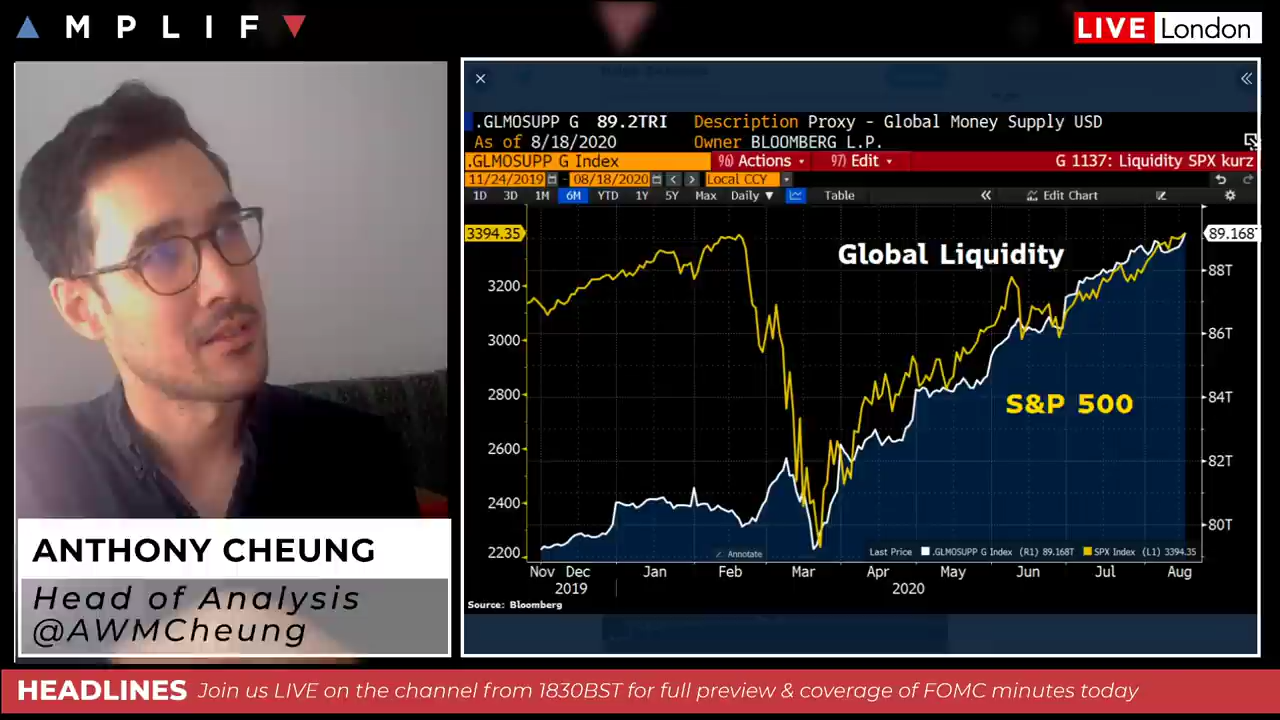 MPLIF
LIVE London
.GLMOSUPP G 89.2TRI Description Proxy - Global Money Supply USD
As of 8/18/2020 Owner BLOOMBERG L.P.
.GLMOSUPP G Index 96) Actions 97) Edit G 1137: Liquidity SPX kurz
11/24/2019 - 08/18/2020 Local CCY
1D 3D 1M 6M YTD 1Y 5Y Max Daily Table Edit Chart
3394.35 89.168T
Global Liquidity
88T
3200
86T
3000
2800
84T
S&P 500
2600
82T
2400
80T
2200
Annotate
Last Price .GLMOSUPP G Index (R1) 89.168T SPX Index (L1) 3394.35
Nov Dec Jan Feb Mar Apr May Jun Jul Aug
2019 2020
Source: Bloomberg
ANTHONY CHEUNG
Head of Analysis
@AWMCheung
HEADLINES Join us LIVE on the channel from 1830BST for full preview & coverage of FOMC minutes today